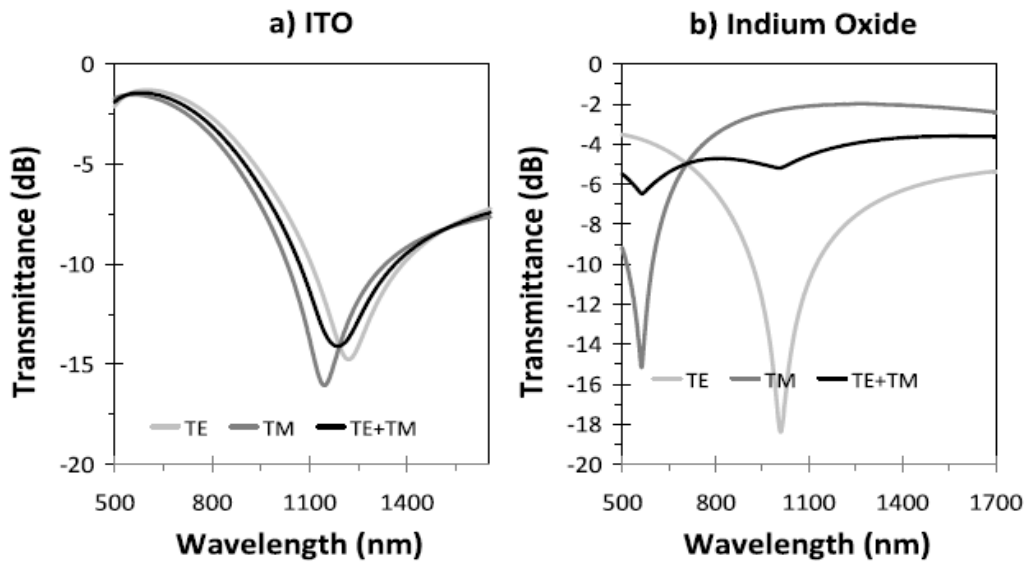 a) ITO
Transmittance (dB)
0
-5
-10
-15
-20
TE TM TE+TM
500 800 1100 1400
Wavelength (nm)
b) Indium Oxide
Transmittance (dB)
0
-2
-4
-6
-8
-10
-12
-14
-16
-18
-20
TE TM TE+TM
500 800 1100 1400 1700
Wavelength (nm)